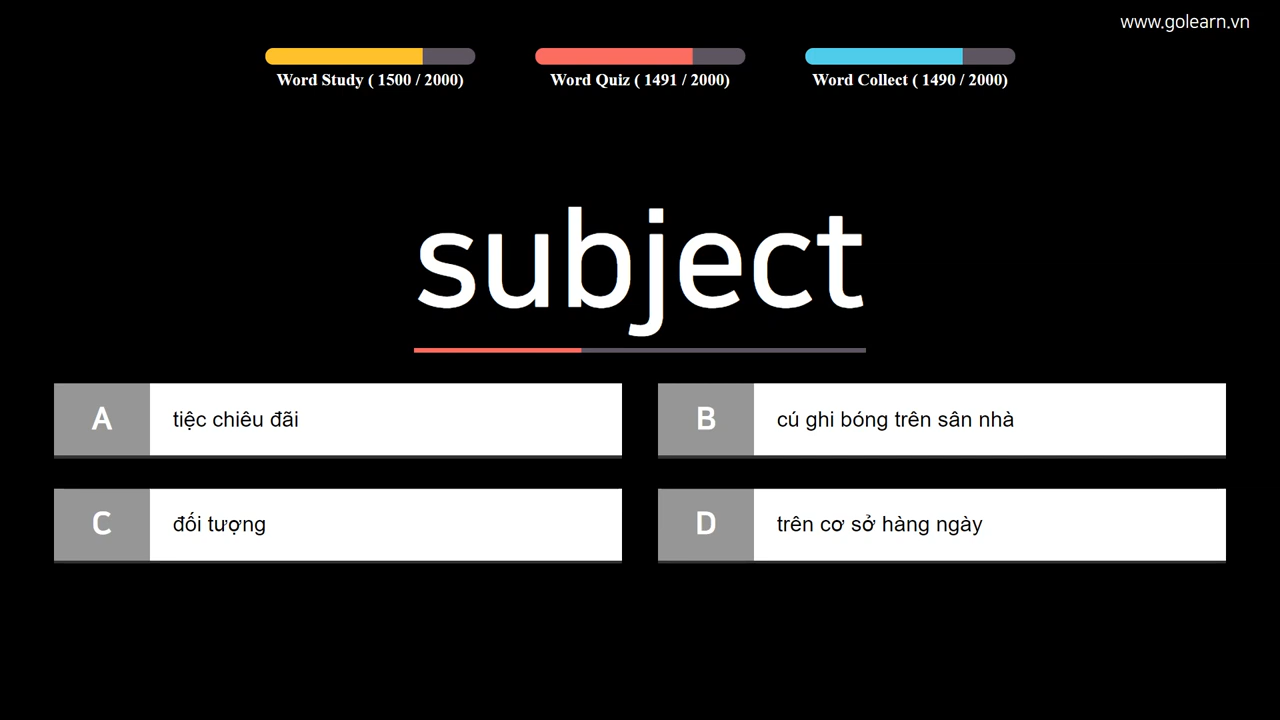 www.golearn.vn
Word Study ( 1500 / 2000)
Word Quiz ( 1491 / 2000)
Word Collect ( 1490 / 2000)
subject
A tiệc chiêu đãi
B cú ghi bóng trên sân nhà
C đối tượng
D trên cơ sở hàng ngày